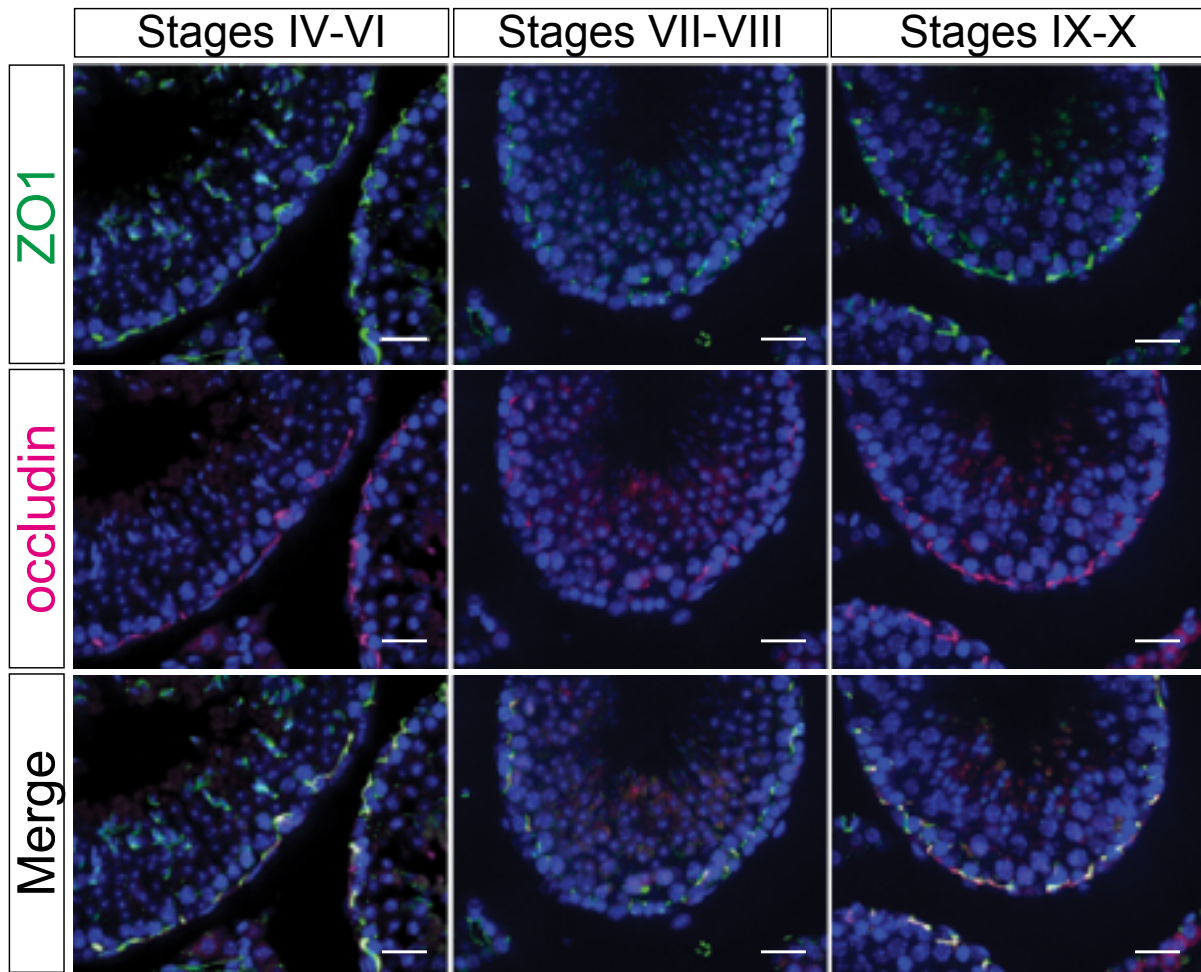 Stages IV-VI
Stages VII-VIII
Stages IX-X
ZO1
occludin
Merge